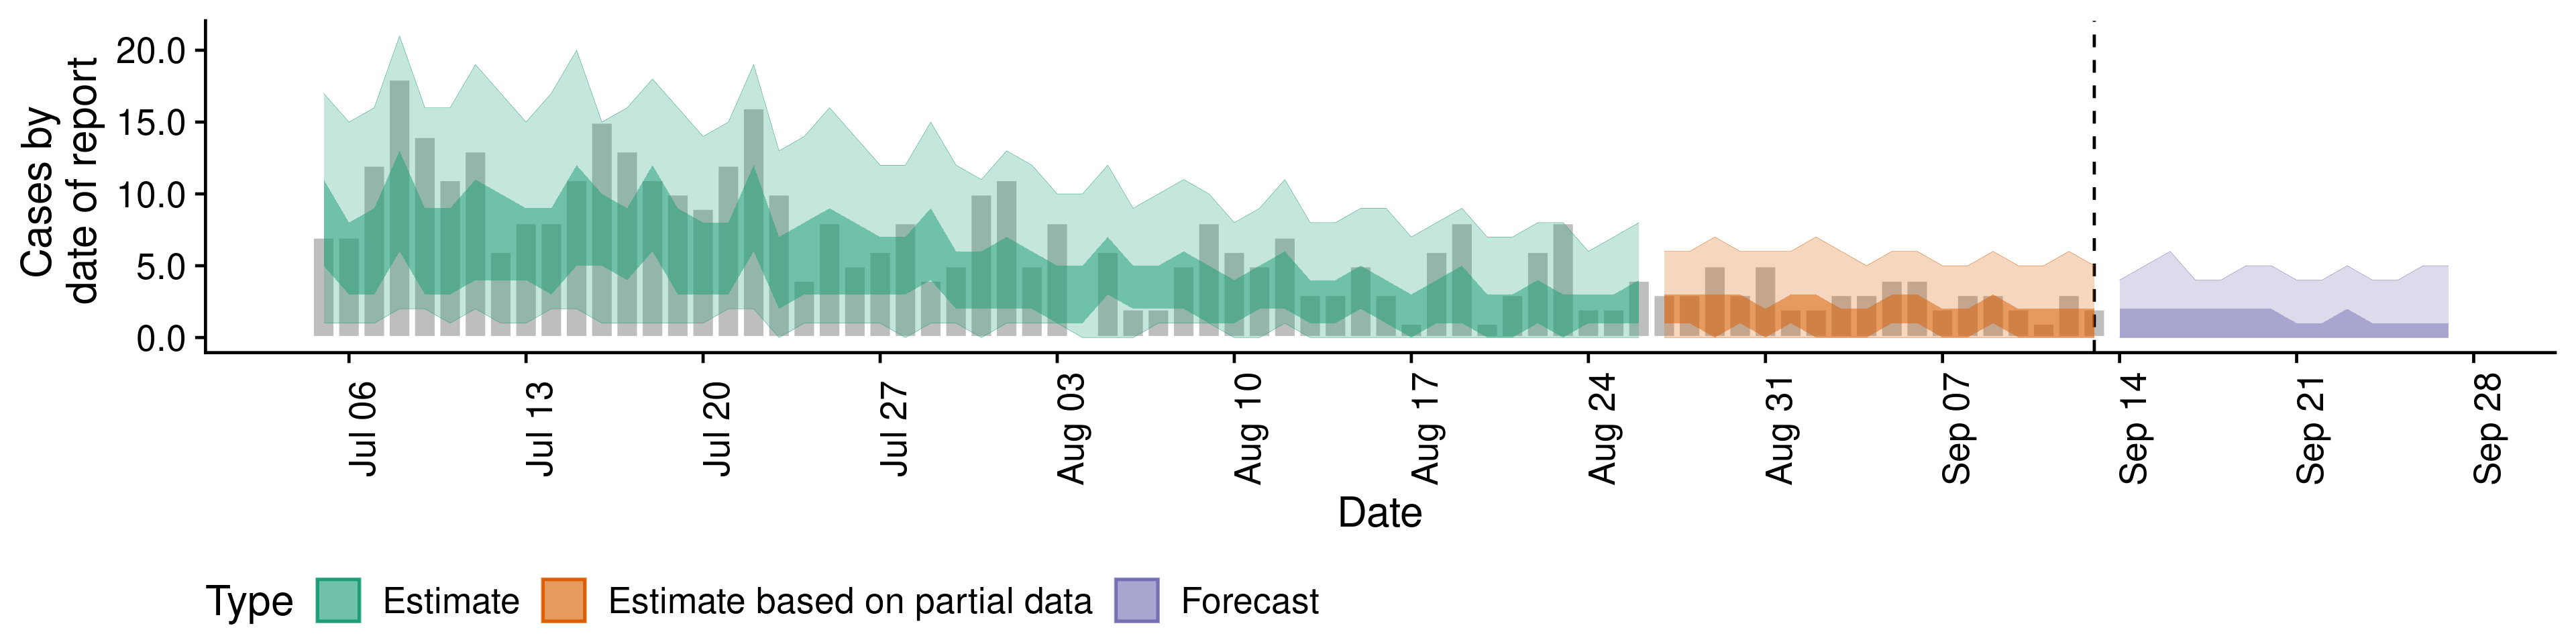 Cases by
date of report
20.0
15.0
10.0
5.0
0.0
Jul 06
Jul 13
Jul 20
Jul 27
Aug 03
Aug 10
Aug 17
Aug 24
Aug 31
Sep 07
Sep 14
Sep 21
Sep 28
Date
Type Estimate Estimate based on partial data Forecast